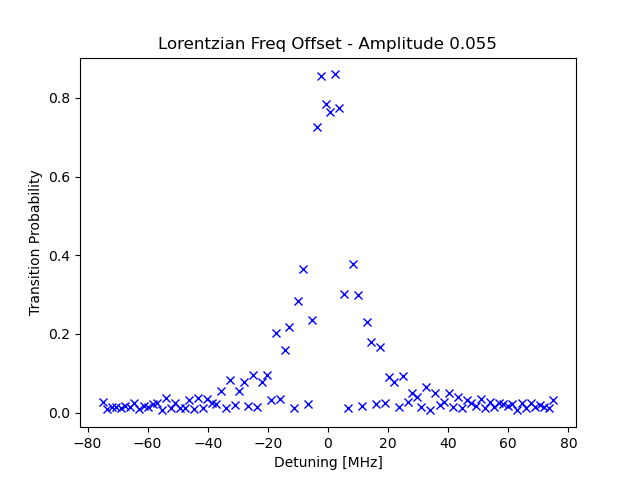 Lorentzian Freq Offset - Amplitude 0.055
0.8
0.6
0.4
0.2
0.0
Transition Probability
−80 −60 −40 −20 0 20 40 60 80
Detuning [MHz]